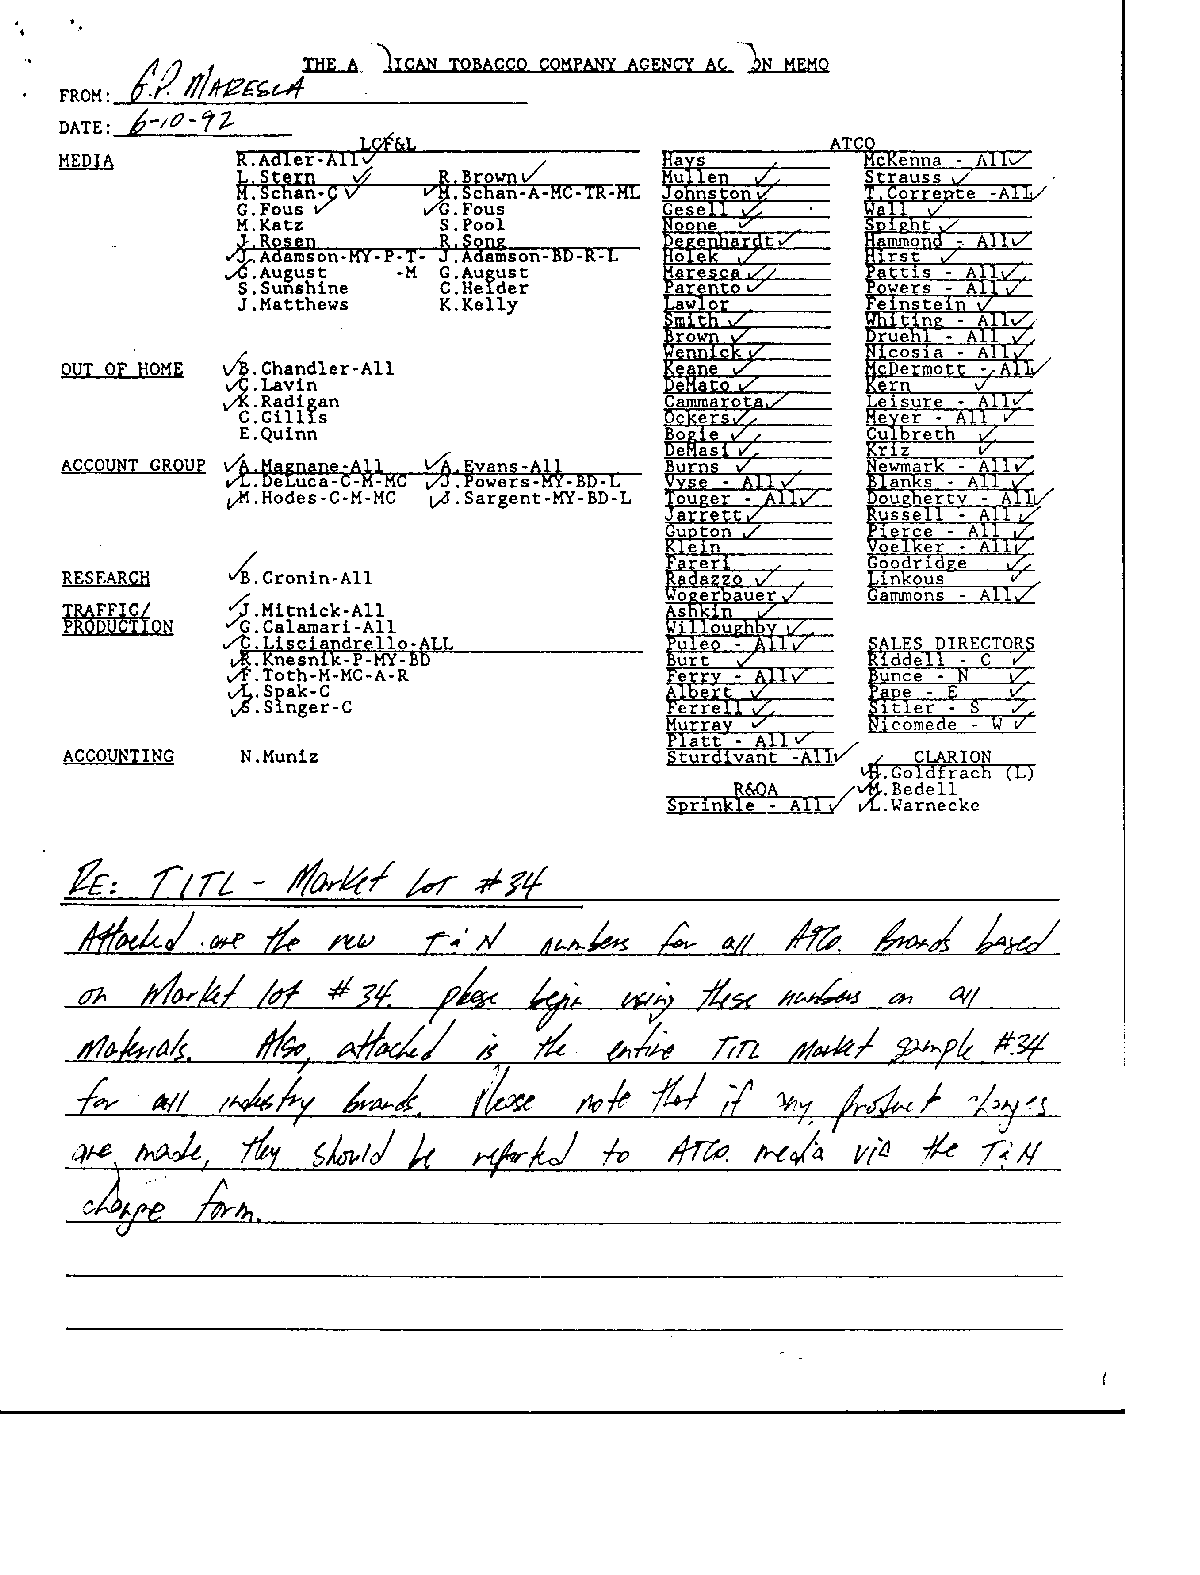 THE A ICAN TOBACCO COMPANY AGENCY AC ON MEMO
FROM: G.P. MARESCA
DATE: 6-10-92
LCF&L
MEDIA
R.Adler-All
L.Stern R.Brown
M.Schan-C M.Schan-A-MC-TR-ML
G.Fous G.Fous
M.Katz S.Pool
J.Rosen R.Song
J.Adamson-MY-P-T- J.Adamson-BD-R-L
G.August -M G.August
S.Sunshine C.Heider
J.Matthews K.Kelly
OUT OF HOME
B.Chandler-All
C.Lavin
K.Radigan
C.Gillis
E.Quinn
ACCOUNT GROUP
A.Magnane-All A.Evans-All
L.DeLuca-C-M-MC J.Powers-MY-BD-L
M.Hodes-C-M-MC J.Sargent-MY-BD-L
RESEARCH
B.Cronin-All
TRAFFIC/
PRODUCTION
J.Mitnick-All
G.Calamari-All
C.Lisciandrello-ALL
R.Knesnik-P-MY-BD
F.Toth-M-MC-A-R
L.Spak-C
S.Singer-C
ACCOUNTING N.Muniz
ATCO
Hays McKenna - All
Mullen Strauss
Johnston T.Corrente -All
Gesell Wall
Noone Spight
Degenhardt Hammond - All
Holek Hirst
Maresca Pattis - All
Parento Powers - All
Lawlor Feinstein
Smith Whiting - All
Brown Druehl - All
Wennick Nicosia - All
Keane McDermott - All
DeMato Kern
Cammarota Leisure - All
Ockers Meyer - All
Bogie Culbreth
DeMasi Kriz
Burns Newmark - All
Vyse - All Blanks - All
Touger - All Dougherty - All
Jarrett Russell - All
Gupton Pierce - All
Klein Voelker - All
Fareri Goodridge
Radazzo Linkous
Wogerbauer Gammons - All
Ashkin
Willoughby
Puleo - All SALES DIRECTORS
Burt Riddell - C
Ferry - All Bunce - N
Albert Pape - E
Ferrell Sitler - S
Murray Nicomede - W
Platt - All
Sturdivant -All CLARION
H.Goldfrach (L)
R&OA M.Bedell
Sprinkle - All L.Warnecke
RE: TITL - Market Lot #34
Attached are the new T & N numbers for all ATCo. Brands based
on Market lot #34. please begin using these numbers on all
materials. Also, attached is the entire TITL Market sample #34
for all industry brands. Please note that if any product changes
are made, they should be reported to ATCo. media via the T & N
change form.